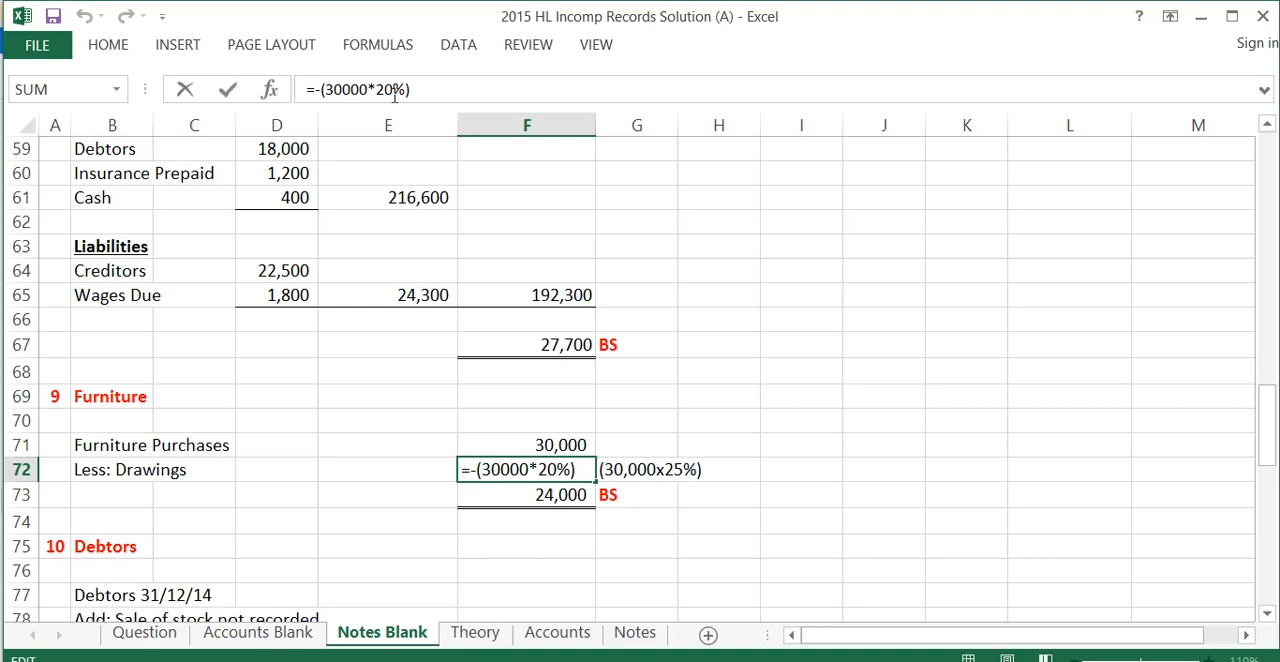 2015 HL Incomp Records Solution (A) - Excel
?
FILE HOME INSERT PAGE LAYOUT FORMULAS DATA REVIEW VIEW Sign in
SUM fx =-(30000*20%)
A B C D E F G H I J K L M
59 Debtors 18,000
60 Insurance Prepaid 1,200
61 Cash 400 216,600
62
63 Liabilities
64 Creditors 22,500
65 Wages Due 1,800 24,300 192,300
66
67 27,700 BS
68
69 9 Furniture
70
71 Furniture Purchases 30,000
72 Less: Drawings =-(30000*20%) (30,000x25%)
73 24,000 BS
74
75 10 Debtors
76
77 Debtors 31/12/14
78 Add: Sale of stock not recorded
Question Accounts Blank Notes Blank Theory Accounts Notes
EDIT 110%